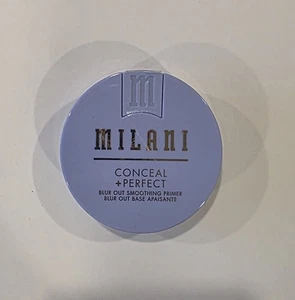 M
MILANI
CONCEAL
+PERFECT
BLUR OUT SMOOTHING PRIMER
BLUR OUT BASE APAISANTE